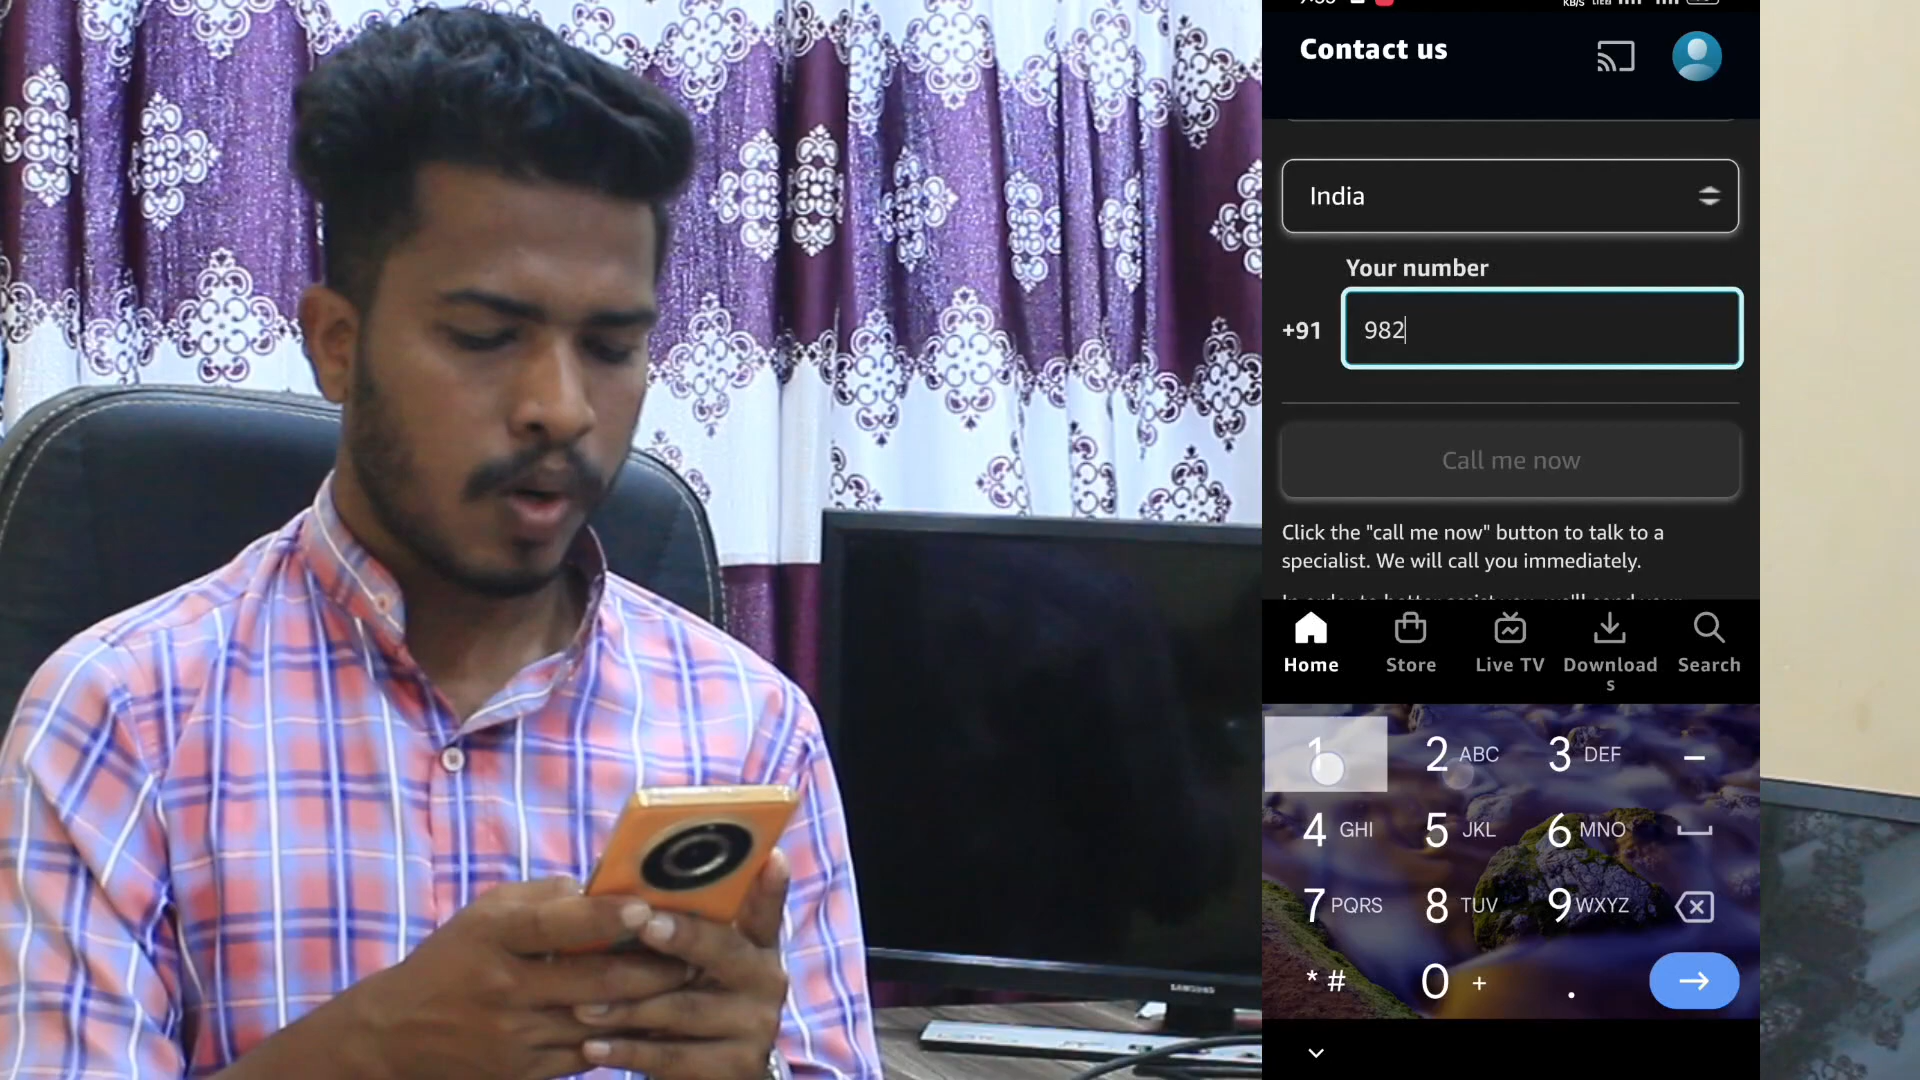 Contact us
India
Your number
+91
982
Call me now
Click the "call me now" button to talk to a
specialist. We will call you immediately.
Home
Store
Live TV
Download
s
Search
1
2 ABC
3 DEF
-
4 GHI
5 JKL
6 MNO
7 PQRS
8 TUV
9 WXYZ
* #
0 +
.
SAMSUNG